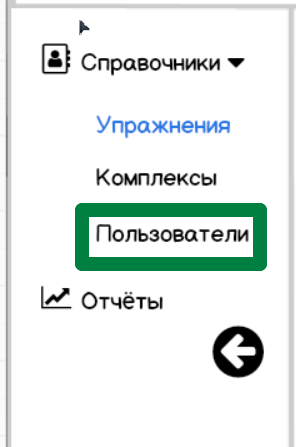 Справочники
Упражнения
Комплексы
Пользователи
Отчёты